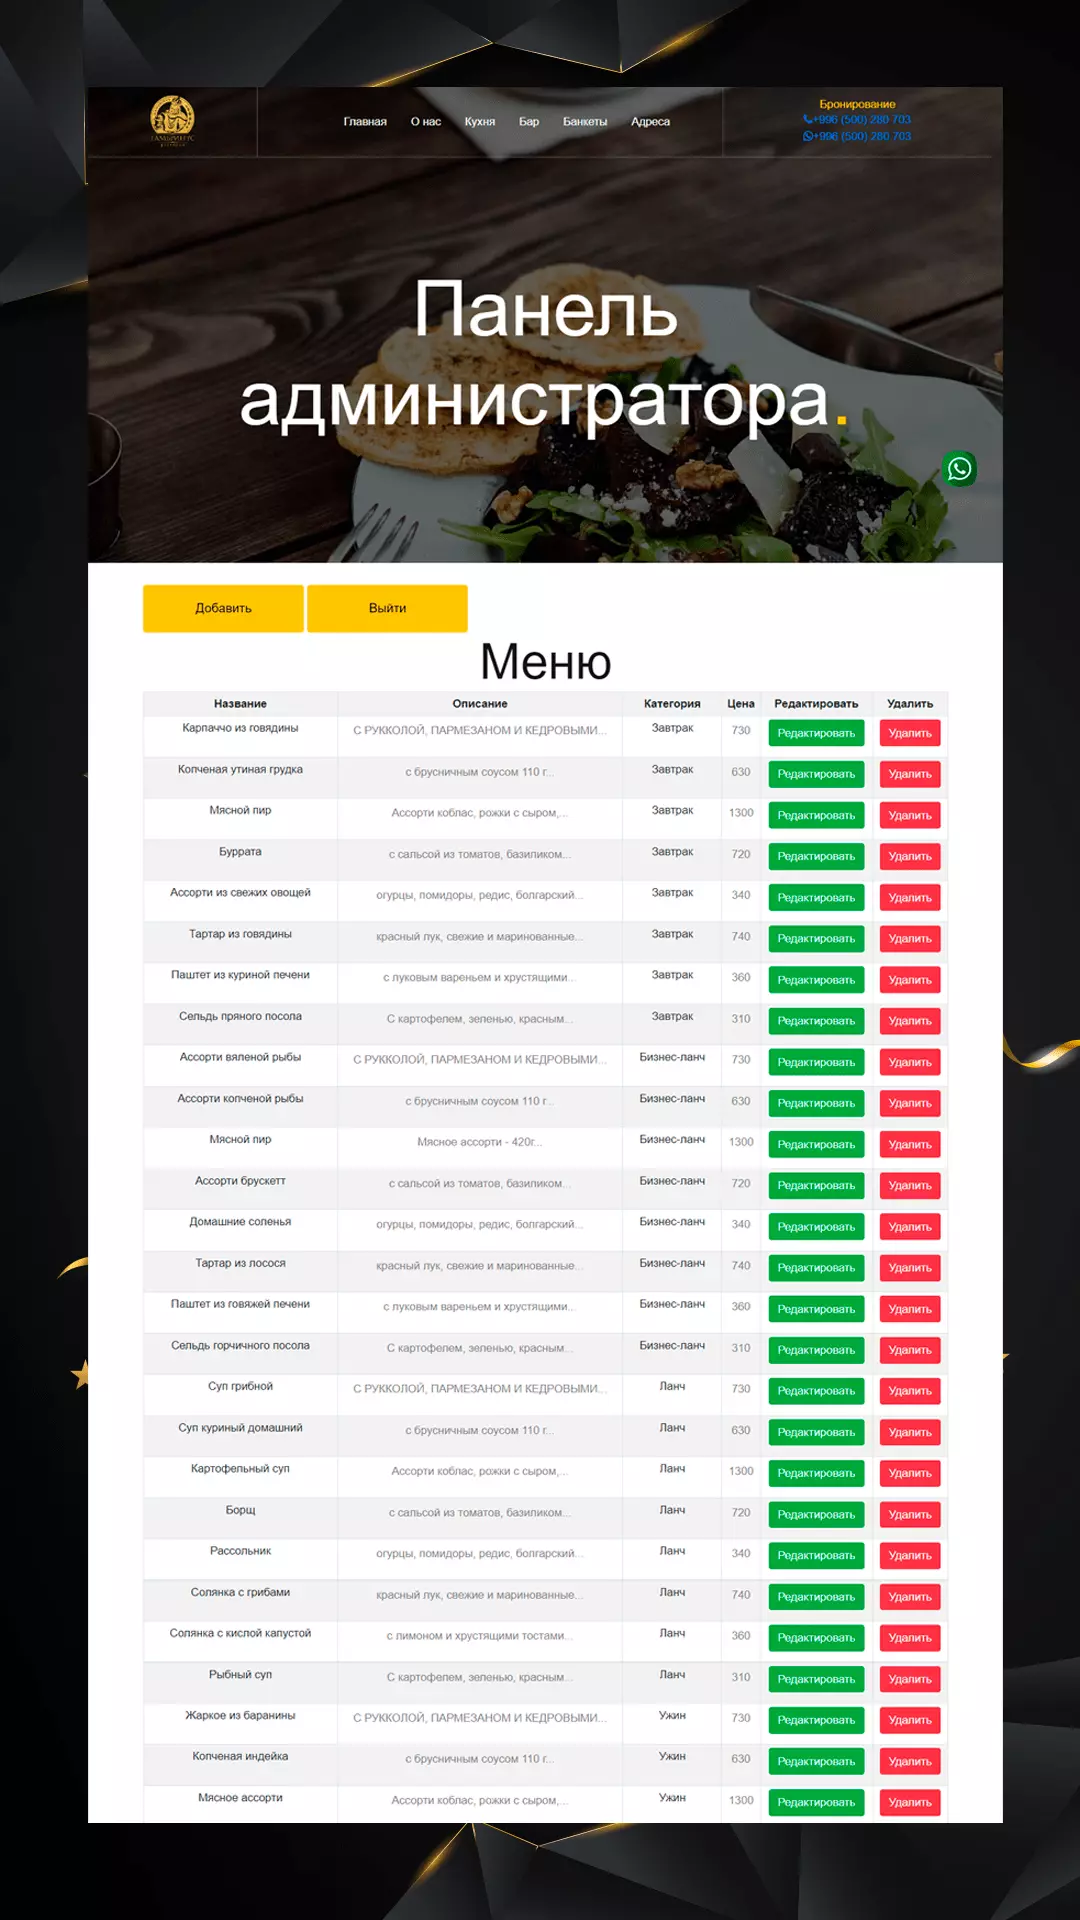 Главная О нас Кухня Бар Банкеты Адреса
Бронирование
+996 (500) 280 703
+996 (500) 280 703
Панель
администратора.
Добавить Выйти
Меню
Название Описание Категория Цена Редактировать Удалить
Карпаччо из говядины С РУККОЛОЙ, ПАРМЕЗАНОМ И КЕДРОВЫМИ... Завтрак 730 Редактировать Удалить
Копченая утиная грудка с брусничным соусом 110 г... Завтрак 630 Редактировать Удалить
Мясной пир Ассорти коблас, рожки с сыром,... Завтрак 1300 Редактировать Удалить
Буррата с сальсой из томатов, базиликом... Завтрак 720 Редактировать Удалить
Ассорти из свежих овощей огурцы, помидоры, редис, болгарский... Завтрак 340 Редактировать Удалить
Тартар из говядины красный лук, свежие и маринованные... Завтрак 740 Редактировать Удалить
Паштет из куриной печени с луковым вареньем и хрустящими... Завтрак 360 Редактировать Удалить
Сельдь пряного посола С картофелем, зеленью, красным... Завтрак 310 Редактировать Удалить
Ассорти вяленой рыбы С РУККОЛОЙ, ПАРМЕЗАНОМ И КЕДРОВЫМИ... Бизнес-ланч 730 Редактировать Удалить
Ассорти копченой рыбы с брусничным соусом 110 г... Бизнес-ланч 630 Редактировать Удалить
Мясной пир Мясное ассорти - 420г... Бизнес-ланч 1300 Редактировать Удалить
Ассорти брускетт с сальсой из томатов, базиликом... Бизнес-ланч 720 Редактировать Удалить
Домашние соленья огурцы, помидоры, редис, болгарский... Бизнес-ланч 340 Редактировать Удалить
Тартар из лосося красный лук, свежие и маринованные... Бизнес-ланч 740 Редактировать Удалить
Паштет из говяжей печени с луковым вареньем и хрустящими... Бизнес-ланч 360 Редактировать Удалить
Сельдь горчичного посола С картофелем, зеленью, красным... Бизнес-ланч 310 Редактировать Удалить
Суп грибной С РУККОЛОЙ, ПАРМЕЗАНОМ И КЕДРОВЫМИ... Ланч 730 Редактировать Удалить
Суп куриный домашний с брусничным соусом 110 г... Ланч 630 Редактировать Удалить
Картофельный суп Ассорти коблас, рожки с сыром,... Ланч 1300 Редактировать Удалить
Борщ с сальсой из томатов, базиликом... Ланч 720 Редактировать Удалить
Рассольник огурцы, помидоры, редис, болгарский... Ланч 340 Редактировать Удалить
Солянка с грибами красный лук, свежие и маринованные... Ланч 740 Редактировать Удалить
Солянка с кислой капустой с лимоном и хрустящими тостами... Ланч 360 Редактировать Удалить
Рыбный суп С картофелем, зеленью, красным... Ланч 310 Редактировать Удалить
Жаркое из баранины С РУККОЛОЙ, ПАРМЕЗАНОМ И КЕДРОВЫМИ... Ужин 730 Редактировать Удалить
Копченая индейка с брусничным соусом 110 г... Ужин 630 Редактировать Удалить
Мясное ассорти Ассорти коблас, рожки с сыром,... Ужин 1300 Редактировать Удалить